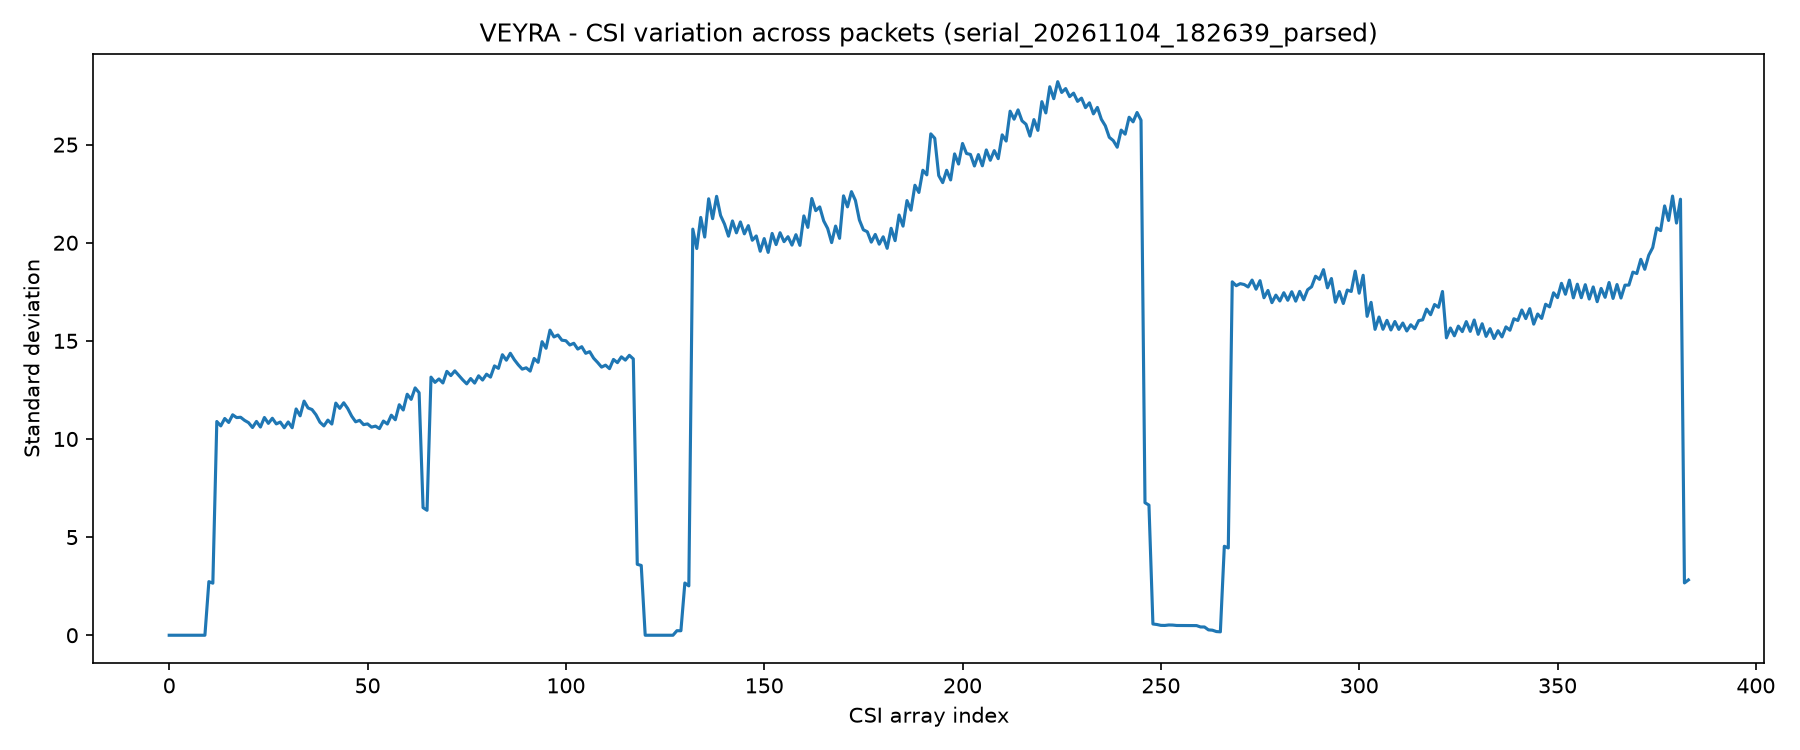 VEYRA - CSI variation across packets (serial_20261104_182639_parsed)
Standard deviation
25
20
15
10
5
0
0 50 100 150 200 250 300 350 400
CSI array index